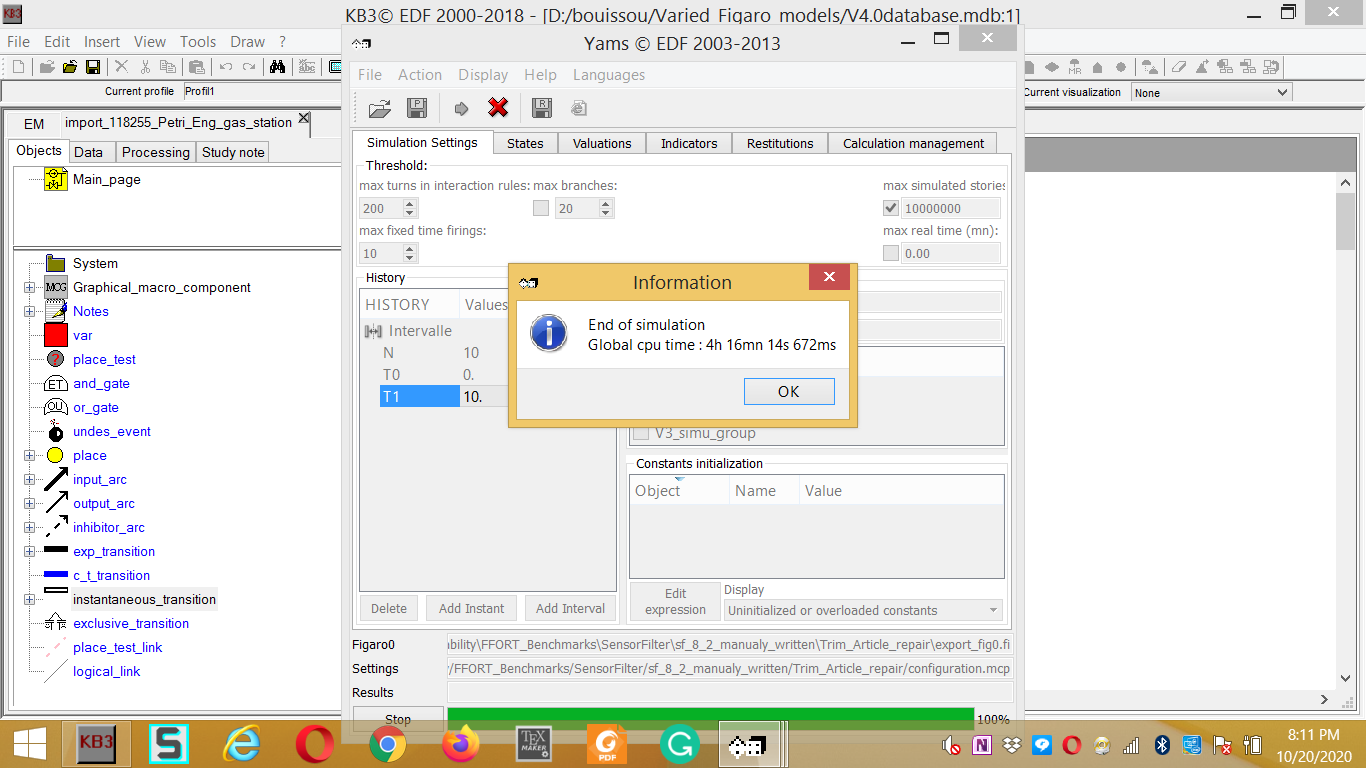 KB3
KB3© EDF 2000-2018 - [D:/bouissou/Varied_Figaro_models/V4.0database.mdb:1]
File Edit Insert View Tools Draw ?
Current profile Profil1
Current visualization None
EM import_118255_Petri_Eng_gas_station
Objects Data Processing Study note
Main_page
System
MCG Graphical_macro_component
Notes
var
? place_test
ET and_gate
OU or_gate
undes_event
place
input_arc
output_arc
inhibitor_arc
exp_transition
c_t_transition
instantaneous_transition
exclusive_transition
place_test_link
logical_link
Yams © EDF 2003-2013
File Action Display Help Languages
Simulation Settings States Valuations Indicators Restitutions Calculation management
Threshold:
max turns in interaction rules: max branches: max simulated stories
200 20 10000000
max fixed time firings: max real time (mn):
10 0.00
History
HISTORY Values
Intervalle
N 10
T0 0.
T1 10.
Delete Add Instant Add Interval
Information
End of simulation
Global cpu time : 4h 16mn 14s 672ms
OK
V3_simu_group
Constants initialization
Object Name Value
Edit expression
Display
Uninitialized or overloaded constants
Figaro0 ability\FFORT_Benchmarks\SensorFilter\sf_8_2_manualy_written\Trim_Article_repair\export_fig0.fi
Settings /FFORT_Benchmarks/SensorFilter/sf_8_2_manualy_written/Trim_Article_repair/configuration.mcp
Results
Stop 100%
KB3 S TEX MAKER G PDF G N
8:11 PM
10/20/2020